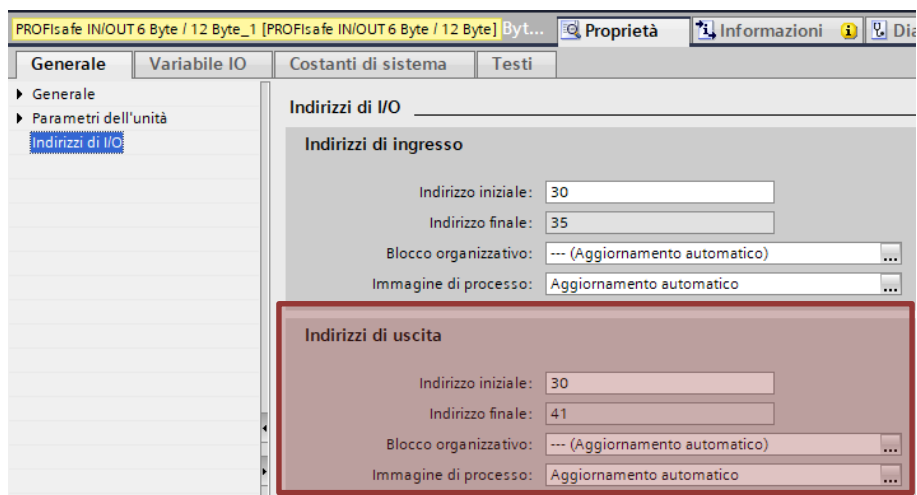 PROFIsafe IN/OUT 6 Byte / 12 Byte_1 [PROFIsafe IN/OUT 6 Byte / 12 Byte] Byt... Proprietà Informazioni Dia
Generale Variabile IO Costanti di sistema Testi
Generale
Parametri dell'unità
Indirizzi di I/O
Indirizzi di I/O
Indirizzi di ingresso
Indirizzo iniziale: 30
Indirizzo finale: 35
Blocco organizzativo: --- (Aggiornamento automatico) ...
Immagine di processo: Aggiornamento automatico ...
Indirizzi di uscita
Indirizzo iniziale: 30
Indirizzo finale: 41
Blocco organizzativo: --- (Aggiornamento automatico) ...
Immagine di processo: Aggiornamento automatico ...